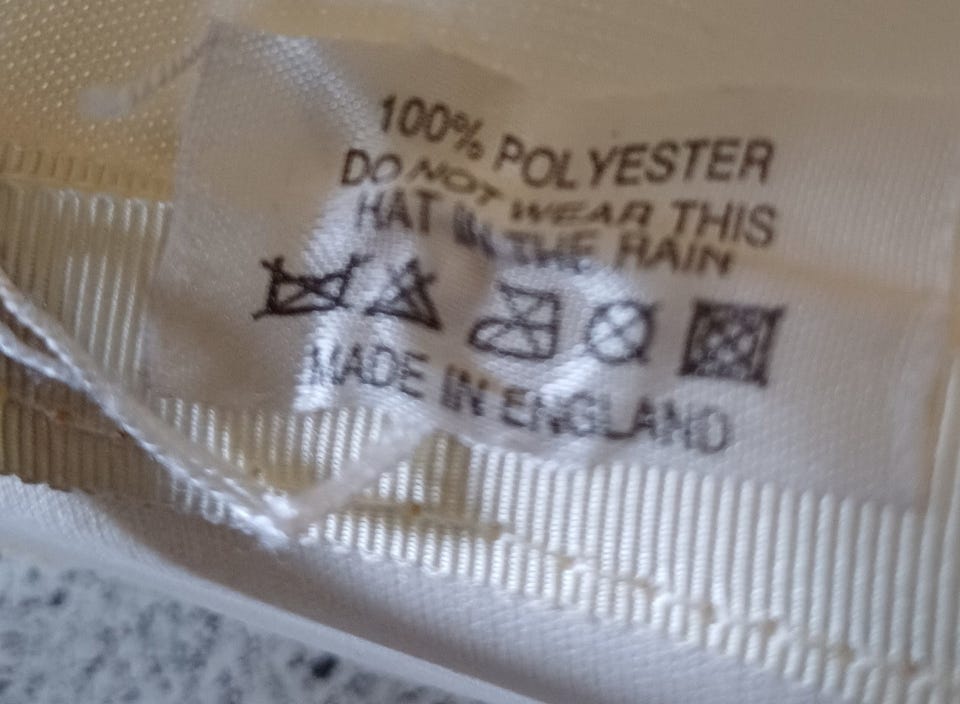 100% POLYESTER
DO NOT WEAR THIS
HAT IN THE RAIN
MADE IN ENGLAND